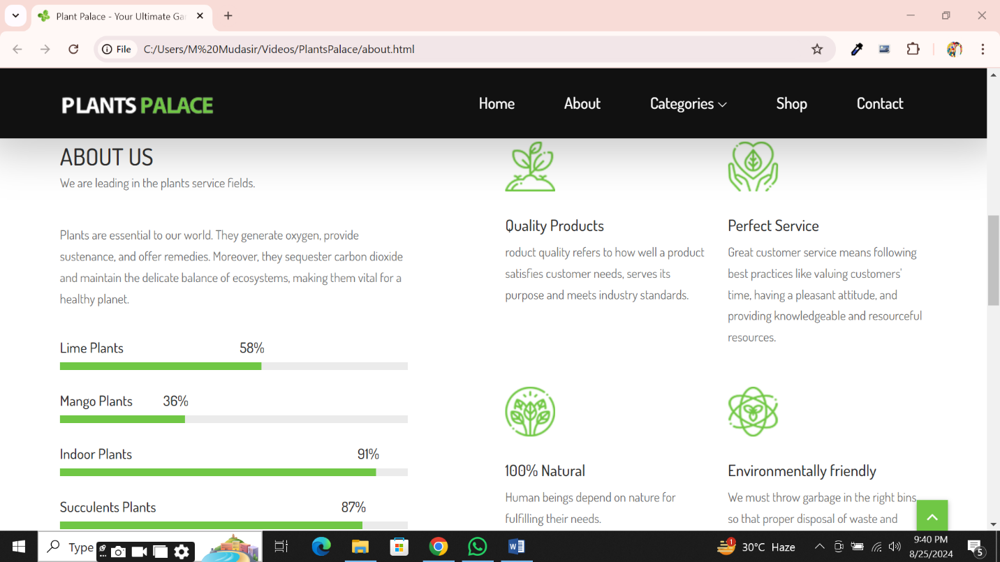 Plant Palace - Your Ultimate Ga
File C:/Users/M%20Mudasir/Videos/PlantsPalace/about.html
PLANTS PALACE
Home About Categories Shop Contact
ABOUT US
We are leading in the plants service fields.
Plants are essential to our world. They generate oxygen, provide
sustenance, and offer remedies. Moreover, they sequester carbon dioxide
and maintain the delicate balance of ecosystems, making them vital for a
healthy planet.
Lime Plants 58%
Mango Plants 36%
Indoor Plants 91%
Succulents Plants 87%
Quality Products
roduct quality refers to how well a product
satisfies customer needs, serves its
purpose and meets industry standards.
Perfect Service
Great customer service means following
best practices like valuing customers'
time, having a pleasant attitude, and
providing knowledgeable and resourceful
resources.
100% Natural
Human beings depend on nature for
fulfilling their needs.
Environmentally friendly
We must throw garbage in the right bins
so that proper disposal of waste and
Type
1
30°C Haze
9:40 PM
8/25/2024
5